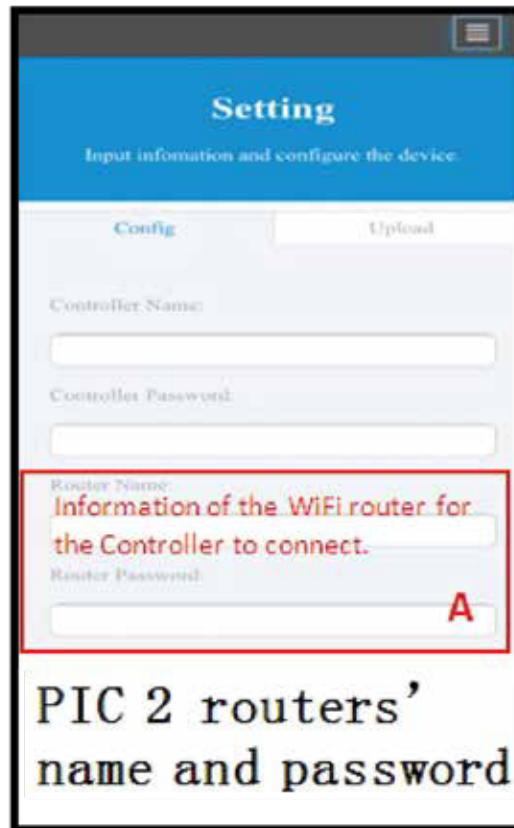 Setting
Input infomation and configure the device.
Config Upload
Controller Name:
Controller Password:
Router Name:
Information of the WiFi router for
the Controller to connect.
Router Password:
A
PIC 2 routers’
name and password